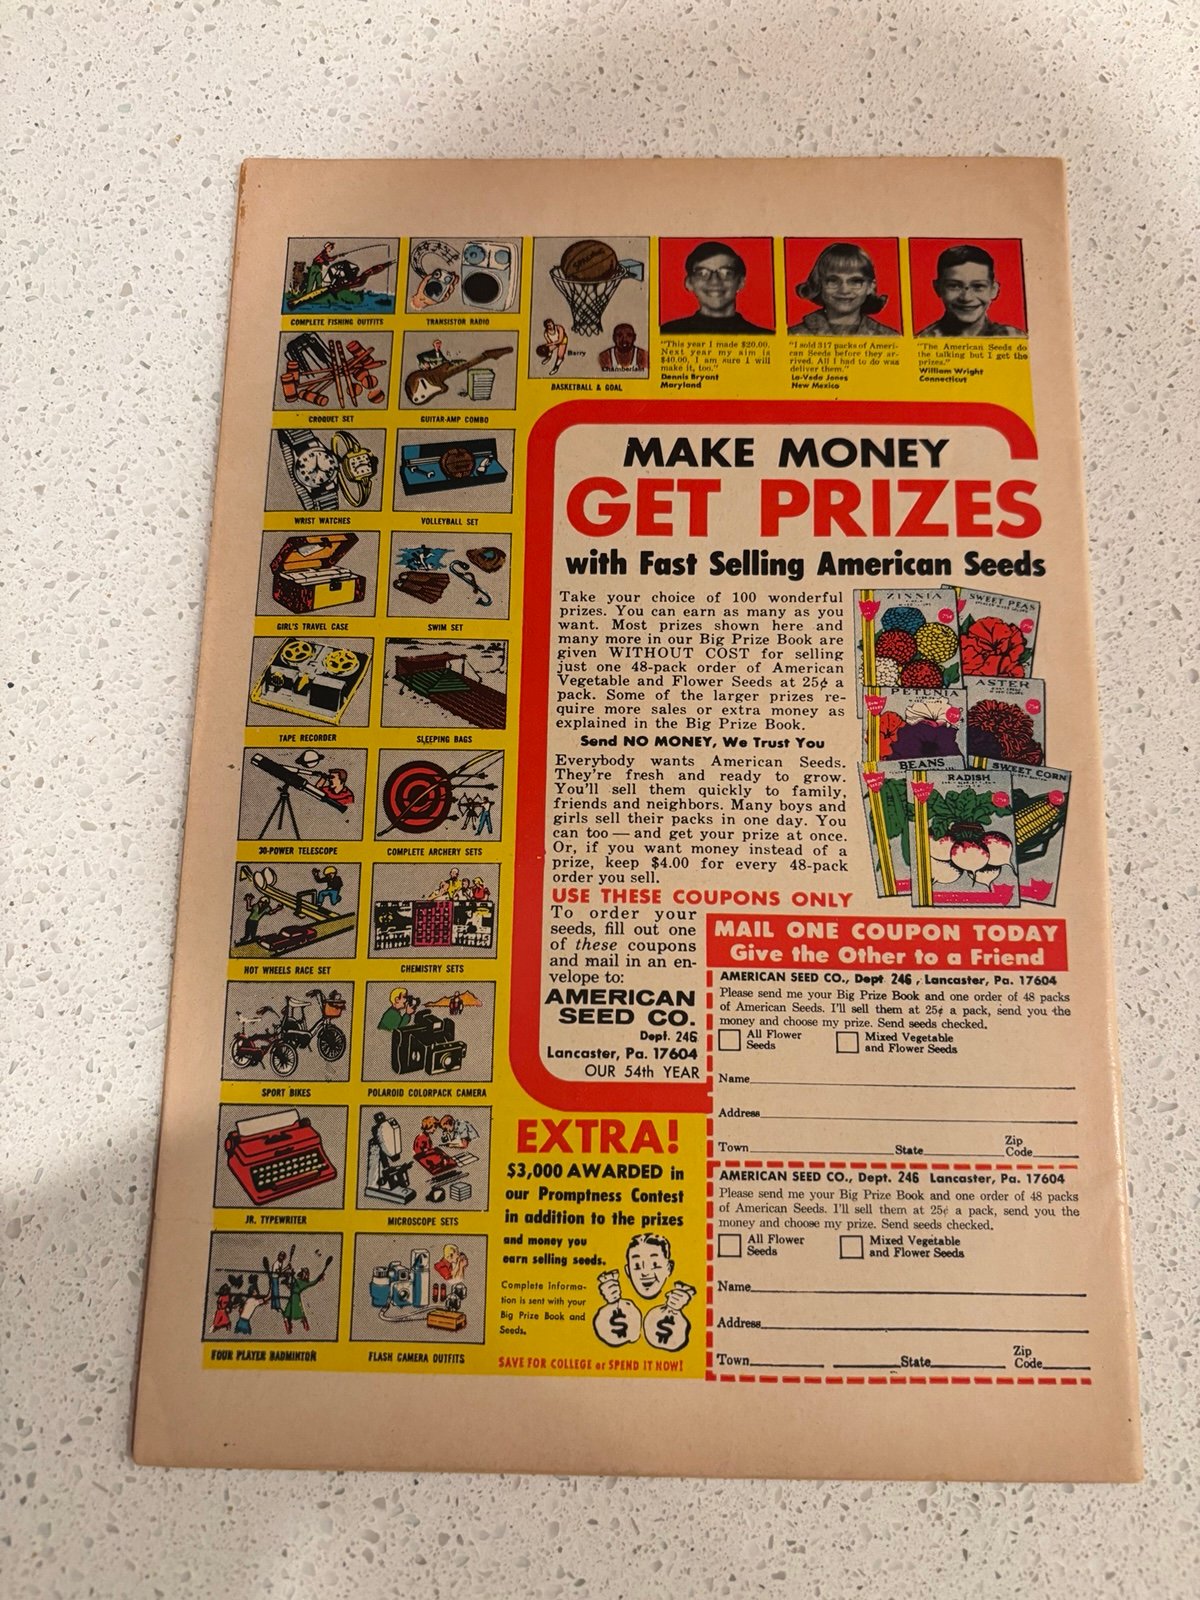 COMPLETE FISHING OUTFITS
TRANSISTOR RADIO
Barry
Chamberlain
BASKETBALL & GOAL
"This year I made $20.00.
Next year my aim is
$40.00. I am sure I will
make it, too."
Dennis Bryant
Maryland
"I sold 317 packs of Ameri-
can Seeds before they ar-
rived. All I had to do was
deliver them."
La-Veda Jones
New Mexico
"The American Seeds do
the talking but I get the
prizes."
William Wright
Connecticut
CROQUET SET
GUITAR-AMP COMBO
WRIST WATCHES
VOLLEYBALL SET
GIRL'S TRAVEL CASE
SWIM SET
TAPE RECORDER
SLEEPING BAGS
30-POWER TELESCOPE
COMPLETE ARCHERY SETS
HOT WHEELS RACE SET
CHEMISTRY SETS
SPORT BIKES
POLAROID COLORPACK CAMERA
JR. TYPEWRITER
MICROSCOPE SETS
FOUR PLAYER BADMINTON
FLASH CAMERA OUTFITS
MAKE MONEY
GET PRIZES
with Fast Selling American Seeds
Take your choice of 100 wonderful
prizes. You can earn as many as you
want. Most prizes shown here and
many more in our Big Prize Book are
given WITHOUT COST for selling
just one 48-pack order of American
Vegetable and Flower Seeds at 25¢ a
pack. Some of the larger prizes re-
quire more sales or extra money as
explained in the Big Prize Book.
Send NO MONEY, We Trust You
Everybody wants American Seeds.
They're fresh and ready to grow.
You'll sell them quickly to family,
friends and neighbors. Many boys and
girls sell their packs in one day. You
can too — and get your prize at once.
Or, if you want money instead of a
prize, keep $4.00 for every 48-pack
order you sell.
ZINNIA
SWEET PEAS
PETUNIA
ASTER
BEANS
RADISH
SWEET CORN
USE THESE COUPONS ONLY
To order your
seeds, fill out one
of these coupons
and mail in an en-
velope to:
AMERICAN
SEED CO.
Dept. 246
Lancaster, Pa. 17604
OUR 54th YEAR
MAIL ONE COUPON TODAY
Give the Other to a Friend
AMERICAN SEED CO., Dept 246, Lancaster, Pa. 17604
Please send me your Big Prize Book and one order of 48 packs
of American Seeds. I'll sell them at 25¢ a pack, send you the
money and choose my prize. Send seeds checked.
All Flower
Seeds
Mixed Vegetable
and Flower Seeds
Name
Address
Town State Zip
Code
AMERICAN SEED CO., Dept. 246 Lancaster, Pa. 17604
Please send me your Big Prize Book and one order of 48 packs
of American Seeds. I'll sell them at 25¢ a pack, send you the
money and choose my prize. Send seeds checked.
All Flower
Seeds
Mixed Vegetable
and Flower Seeds
Name
Address
Town State Zip
Code
EXTRA!
$3,000 AWARDED in
our Promptness Contest
in addition to the prizes
and money you
earn selling seeds.
Complete Informa-
tion is sent with your
Big Prize Book and
Seeds.
$ $
SAVE FOR COLLEGE or SPEND IT NOW!